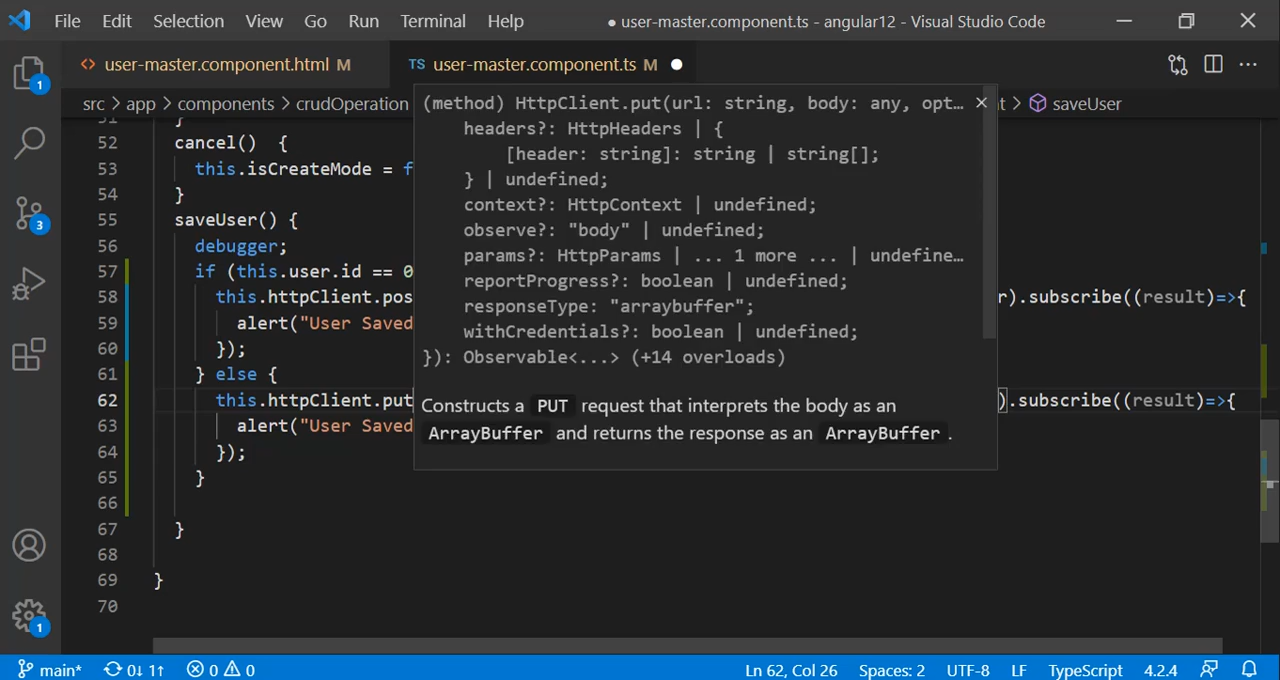 File Edit Selection View Go Run Terminal Help ● user-master.component.ts - angular12 - Visual Studio Code
<> user-master.component.html M TS user-master.component.ts M ●
src > app > components > crudOperation t > saveUser
51 }
52 cancel() {
53 this.isCreateMode = f
54 }
55 saveUser() {
56 debugger;
57 if (this.user.id == 0
58 this.httpClient.pos r).subscribe((result)=>{
59 alert("User Saved
60 });
61 } else {
62 this.httpClient.put ).subscribe((result)=>{
63 alert("User Saved
64 });
65 }
66
67 }
68
69 }
70
(method) HttpClient.put(url: string, body: any, opt…
headers?: HttpHeaders | {
[header: string]: string | string[];
} | undefined;
context?: HttpContext | undefined;
observe?: "body" | undefined;
params?: HttpParams | ... 1 more ... | undefine…
reportProgress?: boolean | undefined;
responseType: "arraybuffer";
withCredentials?: boolean | undefined;
}): Observable<...> (+14 overloads)
Constructs a PUT request that interprets the body as an
ArrayBuffer and returns the response as an ArrayBuffer.
1
3
1
main* 0↓ 1↑ 0 0 Ln 62, Col 26 Spaces: 2 UTF-8 LF TypeScript 4.2.4